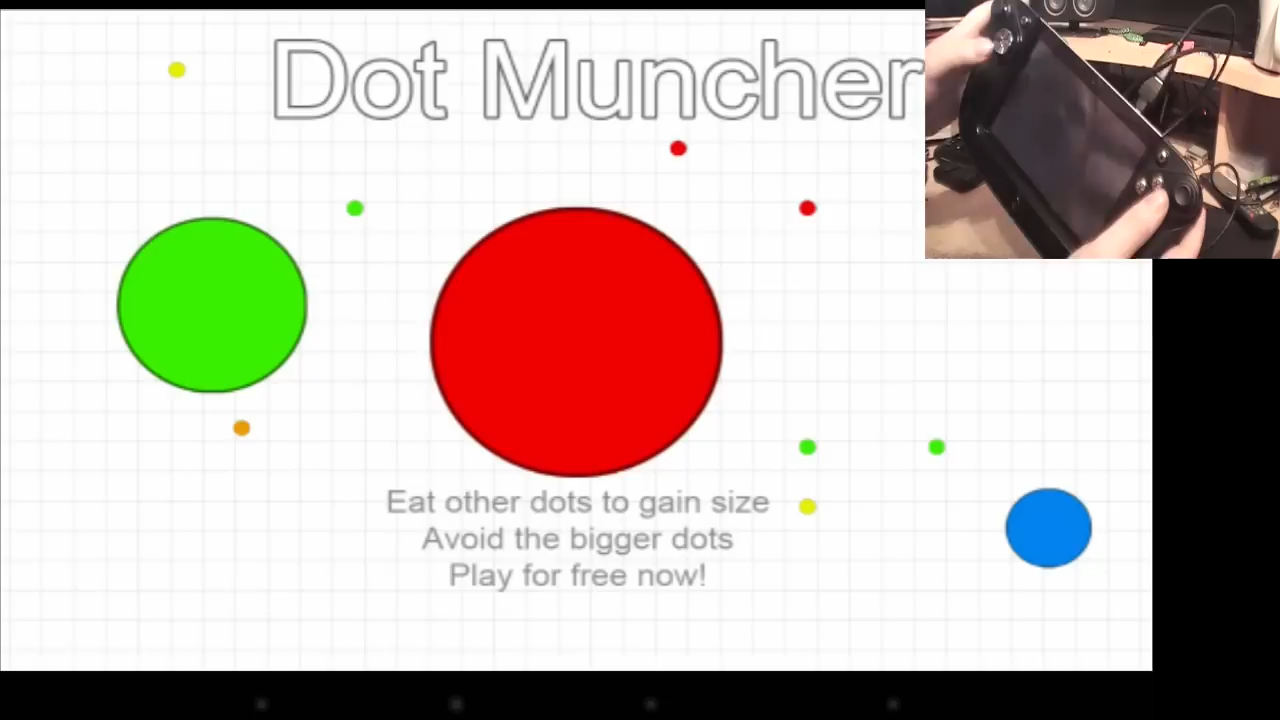 Dot Muncher
Eat other dots to gain size
Avoid the bigger dots
Play for free now!